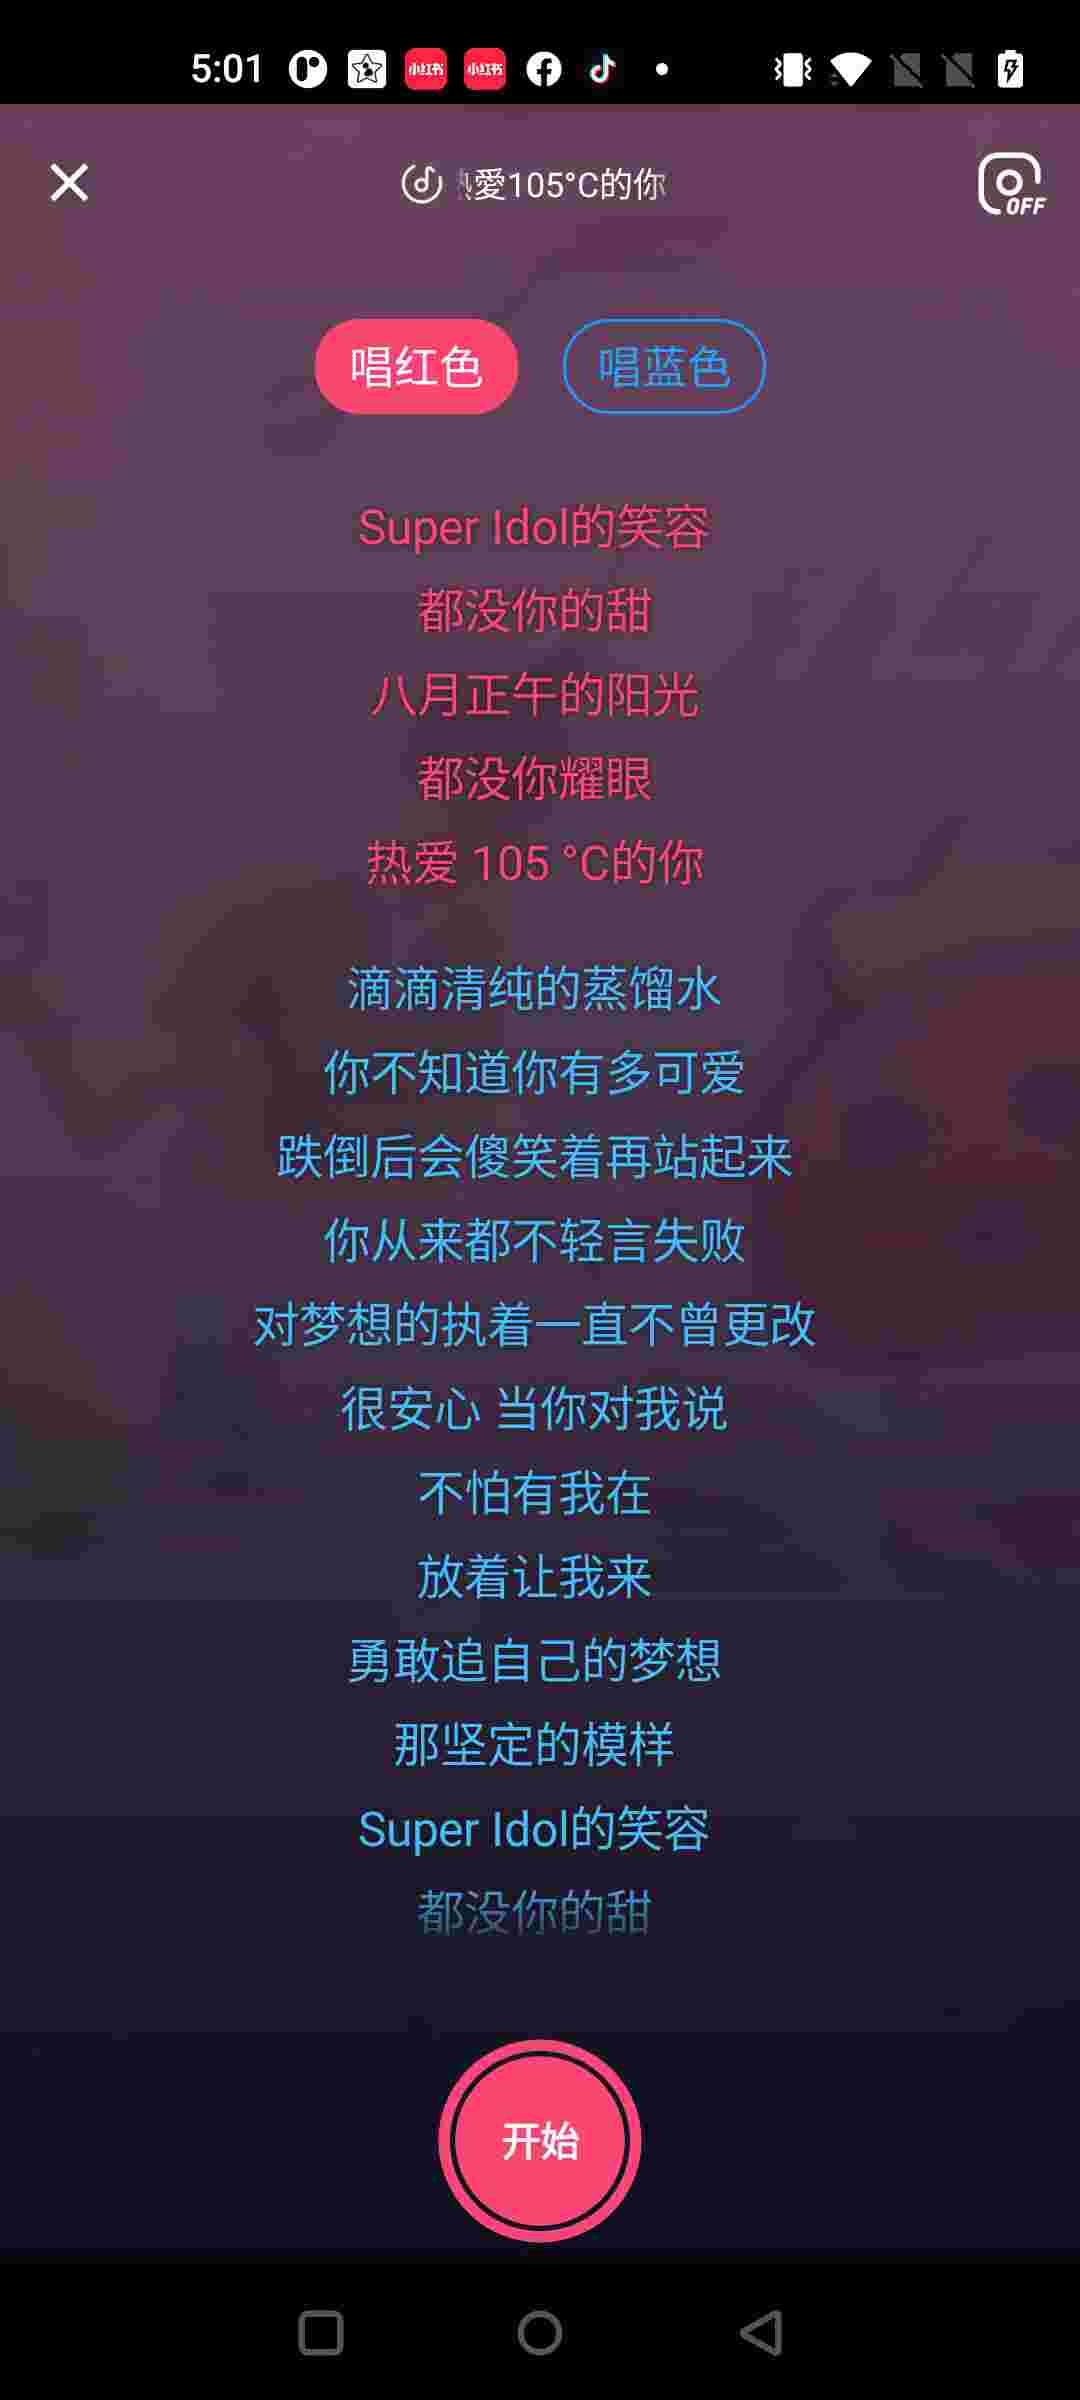 5:01
小红书
小红书
愛105°C的你
OFF
唱红色
唱蓝色
Super Idol的笑容
都没你的甜
八月正午的阳光
都没你耀眼
热爱 105 °C的你
滴滴清纯的蒸馏水
你不知道你有多可爱
跌倒后会傻笑着再站起来
你从来都不轻言失败
对梦想的执着一直不曾更改
很安心 当你对我说
不怕有我在
放着让我来
勇敢追自己的梦想
那坚定的模样
Super Idol的笑容
都没你的甜
开始